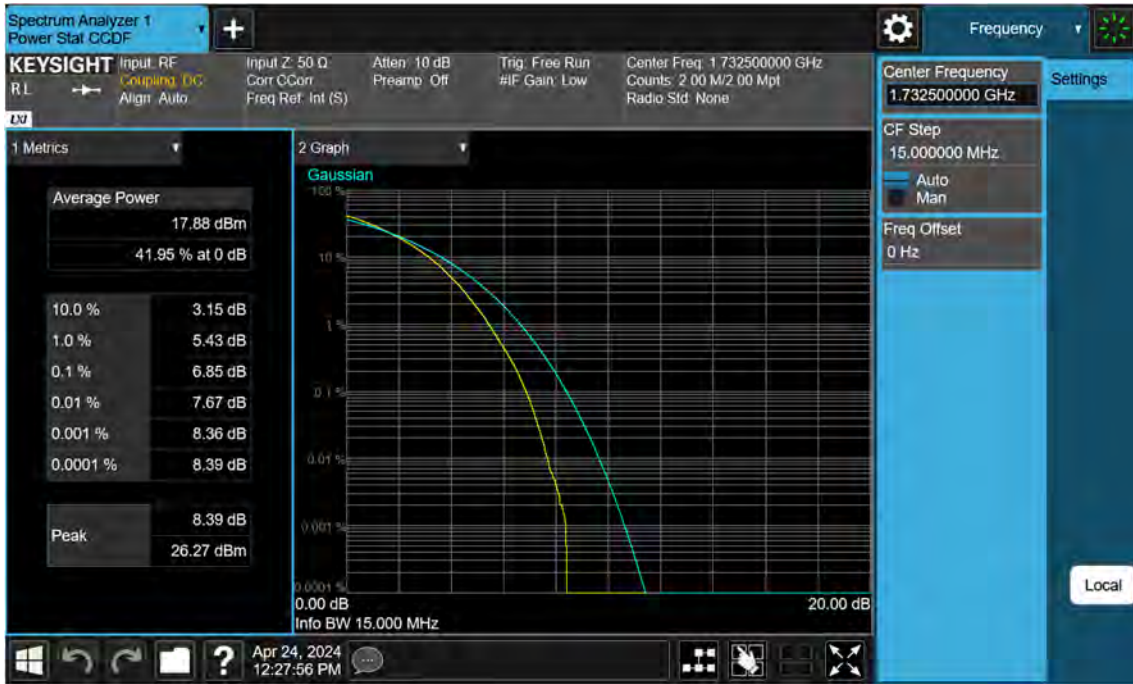 Spectrum Analyzer 1
Power Stat CCDF
Frequency
KEYSIGHT
RL
LXI
Input: RF
Coupling: DC
Align: Auto
Input Z: 50 Ω
Corr CCorr
Freq Ref: Int (S)
Atten: 10 dB
Preamp: Off
Trig: Free Run
#IF Gain: Low
Center Freq: 1.732500000 GHz
Counts: 2.00 M/2.00 Mpt
Radio Std: None
Center Frequency
1.732500000 GHz
Settings
CF Step
15.000000 MHz
Auto
Man
Freq Offset
0 Hz
Local
1 Metrics
Average Power
17.88 dBm
41.95 % at 0 dB
10.0 % 3.15 dB
1.0 % 5.43 dB
0.1 % 6.85 dB
0.01 % 7.67 dB
0.001 % 8.36 dB
0.0001 % 8.39 dB
Peak
8.39 dB
26.27 dBm
2 Graph
Gaussian
100 %
10 %
1 %
0.1 %
0.01 %
0.001 %
0.0001 %
0.00 dB 20.00 dB
Info BW 15.000 MHz
Apr 24, 2024
12:27:56 PM